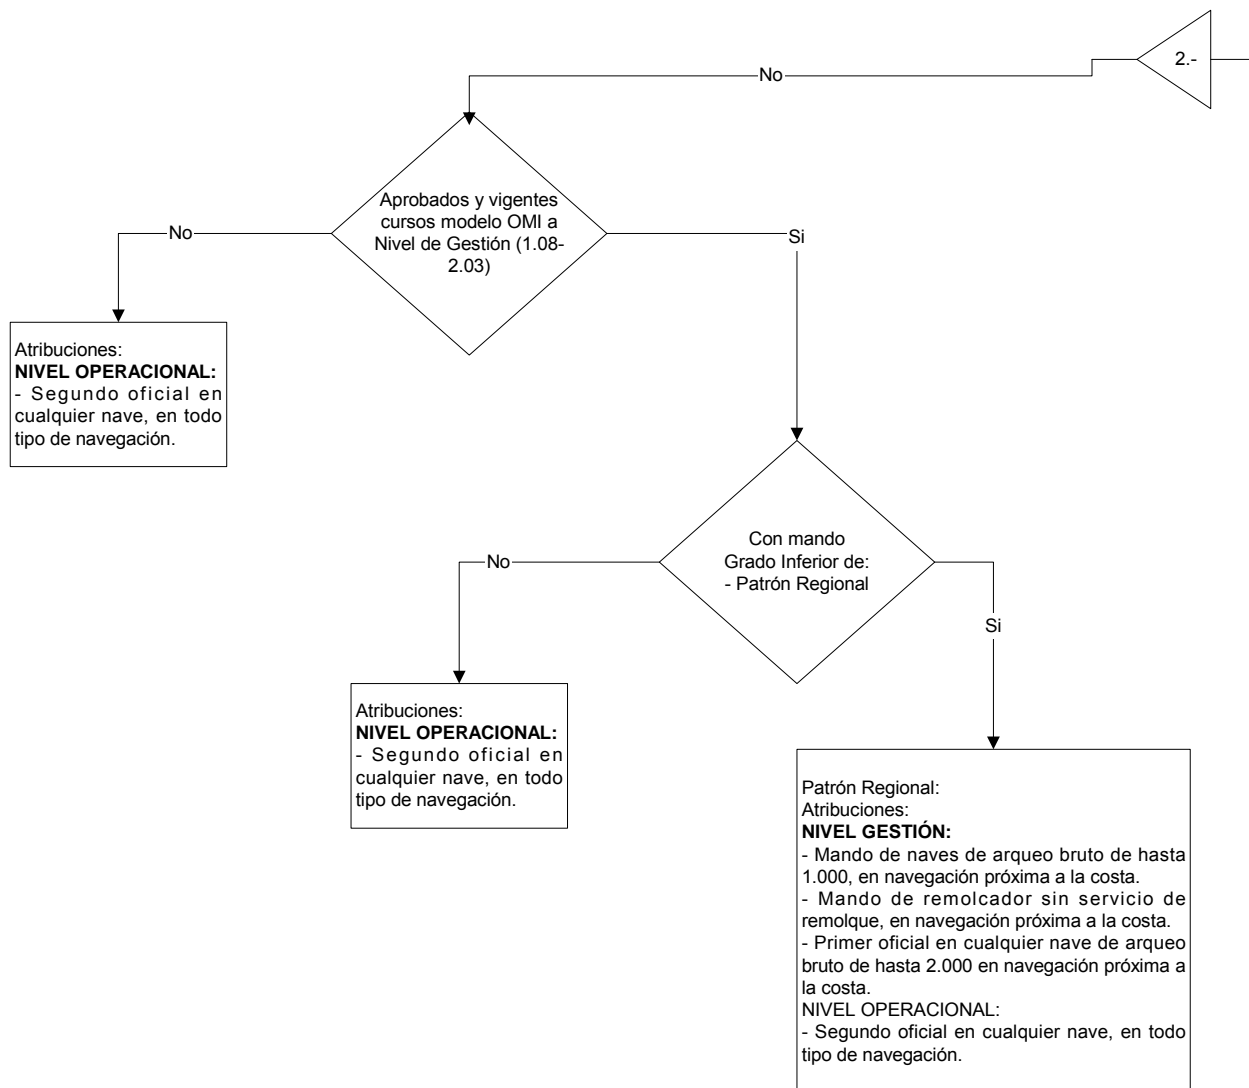 2.-
No
Aprobados y vigentes
cursos modelo OMI a
Nivel de Gestión (1.08-
2.03)
No
Si
Atribuciones:
NIVEL OPERACIONAL:
- Segundo oficial en
cualquier nave, en todo
tipo de navegación.
Con mando
Grado Inferior de:
- Patrón Regional
No
Si
Atribuciones:
NIVEL OPERACIONAL:
- Segundo oficial en
cualquier nave, en todo
tipo de navegación.
Patrón Regional:
Atribuciones:
NIVEL GESTIÓN:
- Mando de naves de arqueo bruto de hasta
1.000, en navegación próxima a la costa.
- Mando de remolcador sin servicio de
remolque, en navegación próxima a la costa.
- Primer oficial en cualquier nave de arqueo
bruto de hasta 2.000 en navegación próxima a
la costa.
NIVEL OPERACIONAL:
- Segundo oficial en cualquier nave, en todo
tipo de navegación.